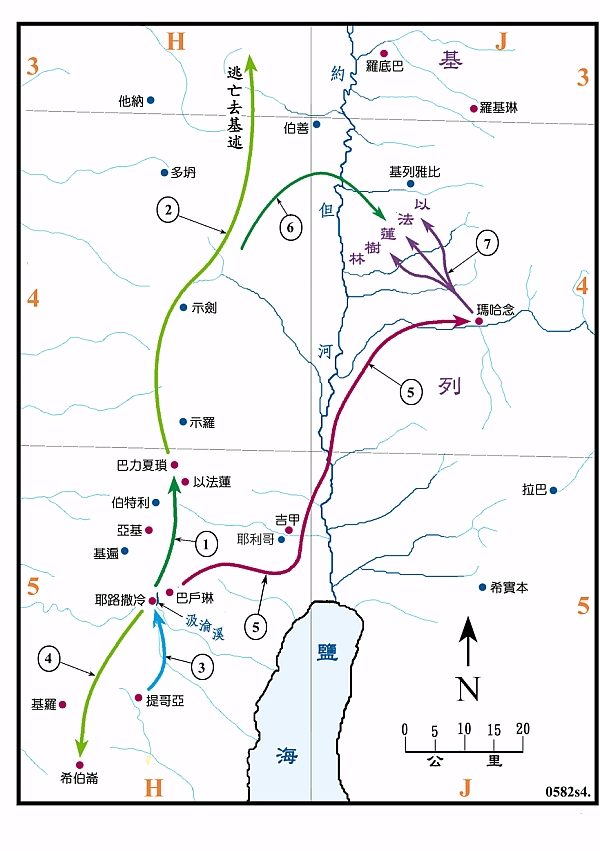 H
J
3
基
3
約
羅底巴
逃亡去基述
他納
羅基琳
伯善
多坍
基列雅比
2
但
以法蓮樹林
6
7
4
4
示劍
瑪哈念
河
列
5
示羅
巴力夏瑣
以法蓮
拉巴
伯特利
亞基
吉甲
耶利哥
1
基遍
5
5
希實本
耶路撒冷
巴戶琳
5
汲淪溪
4
3
鹽
N
基羅
提哥亞
0 5 10 15 20
公 里
海
希伯崙
H
J
0582s4.